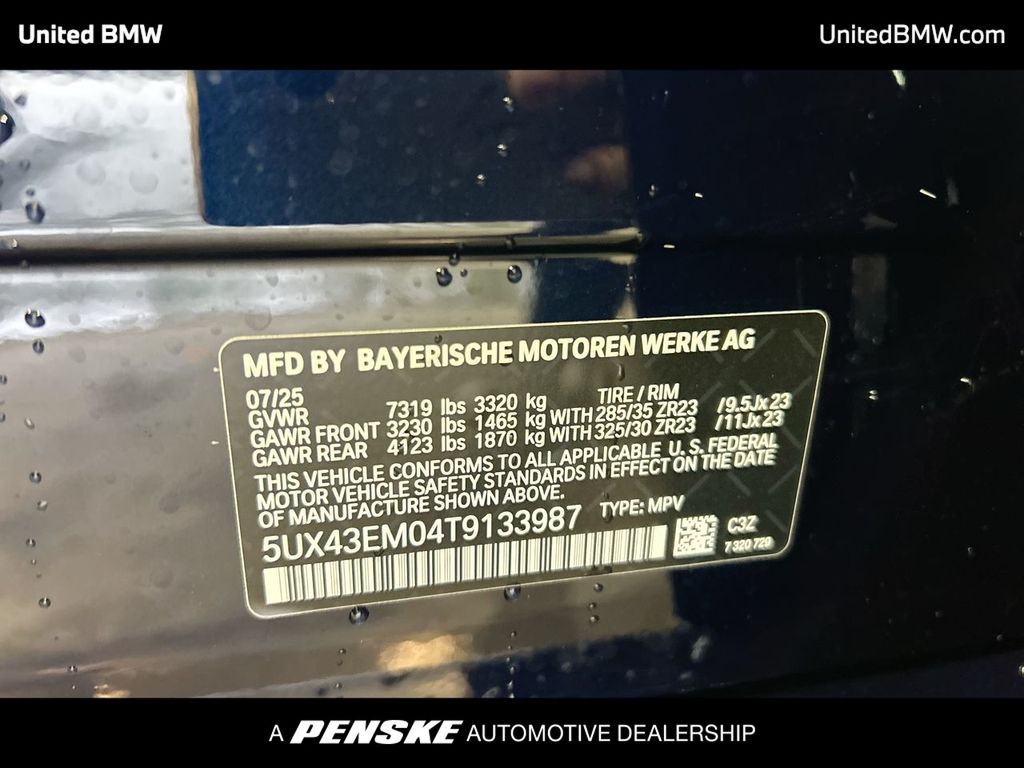 United BMW
UnitedBMW.com
MFD BY BAYERISCHE MOTOREN WERKE AG
07/25 TIRE / RIM
GVWR 7319 lbs 3320 kg
GAWR FRONT 3230 lbs 1465 kg WITH 285/35 ZR23 /9.5Jx23
GAWR REAR 4123 lbs 1870 kg WITH 325/30 ZR23 /11Jx23
THIS VEHICLE CONFORMS TO ALL APPLICABLE U. S. FEDERAL
MOTOR VEHICLE SAFETY STANDARDS IN EFFECT ON THE DATE
OF MANUFACTURE SHOWN ABOVE.
5UX43EM04T9133987 TYPE: MPV
C3Z
7 320 729
A PENSKE AUTOMOTIVE DEALERSHIP